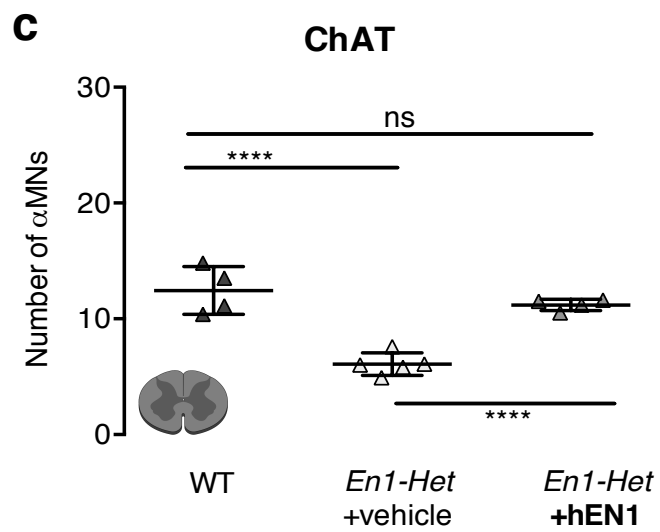 c
ChAT
30
20
10
0
Number of αMNs
ns
****
****
WT
En1-Het
+vehicle
En1-Het
+hEN1